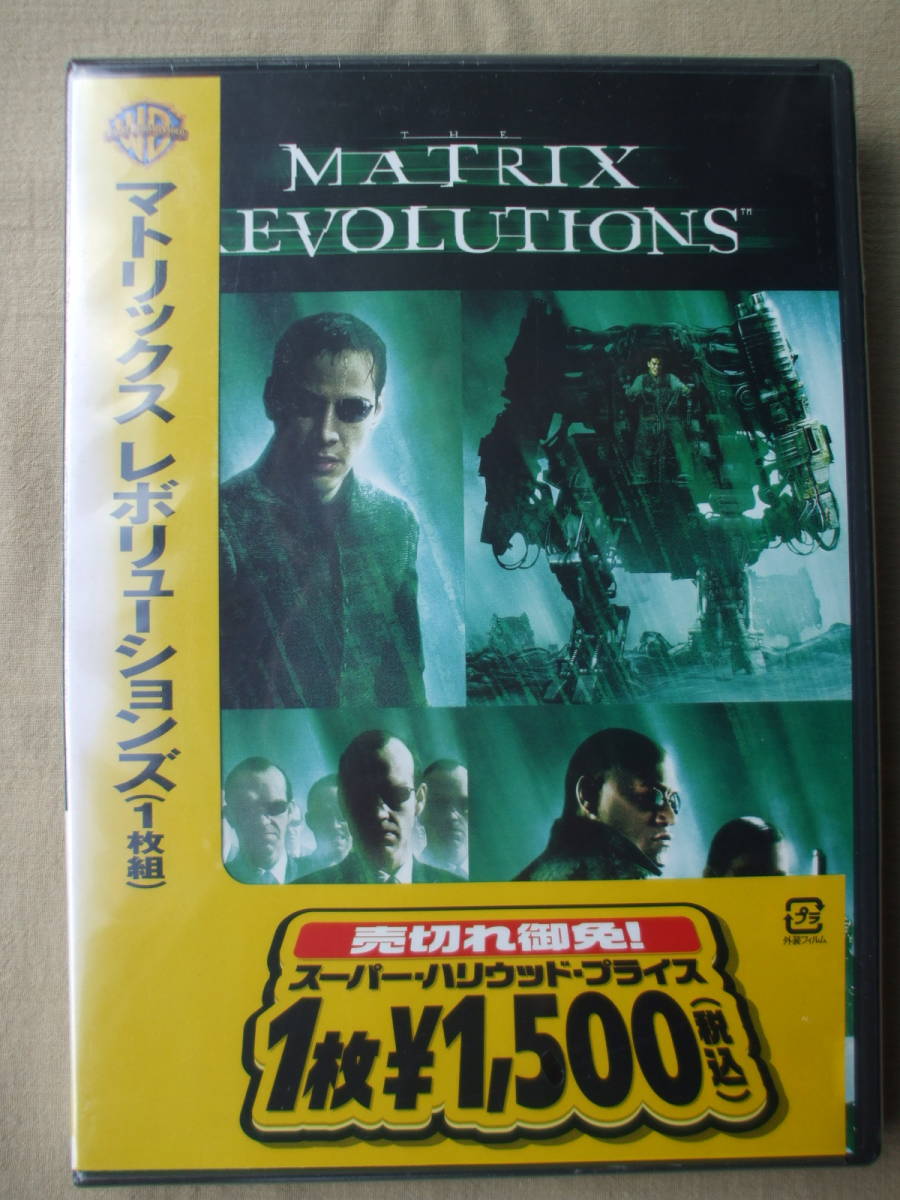 WB
マトリックス レボリューションズ(1枚組)
THE
MATRIX
REVOLUTIONS™
売切れ御免!
スーパー・ハリウッド・プライス
1枚¥1,500(税込)
プラ
外装フィルム